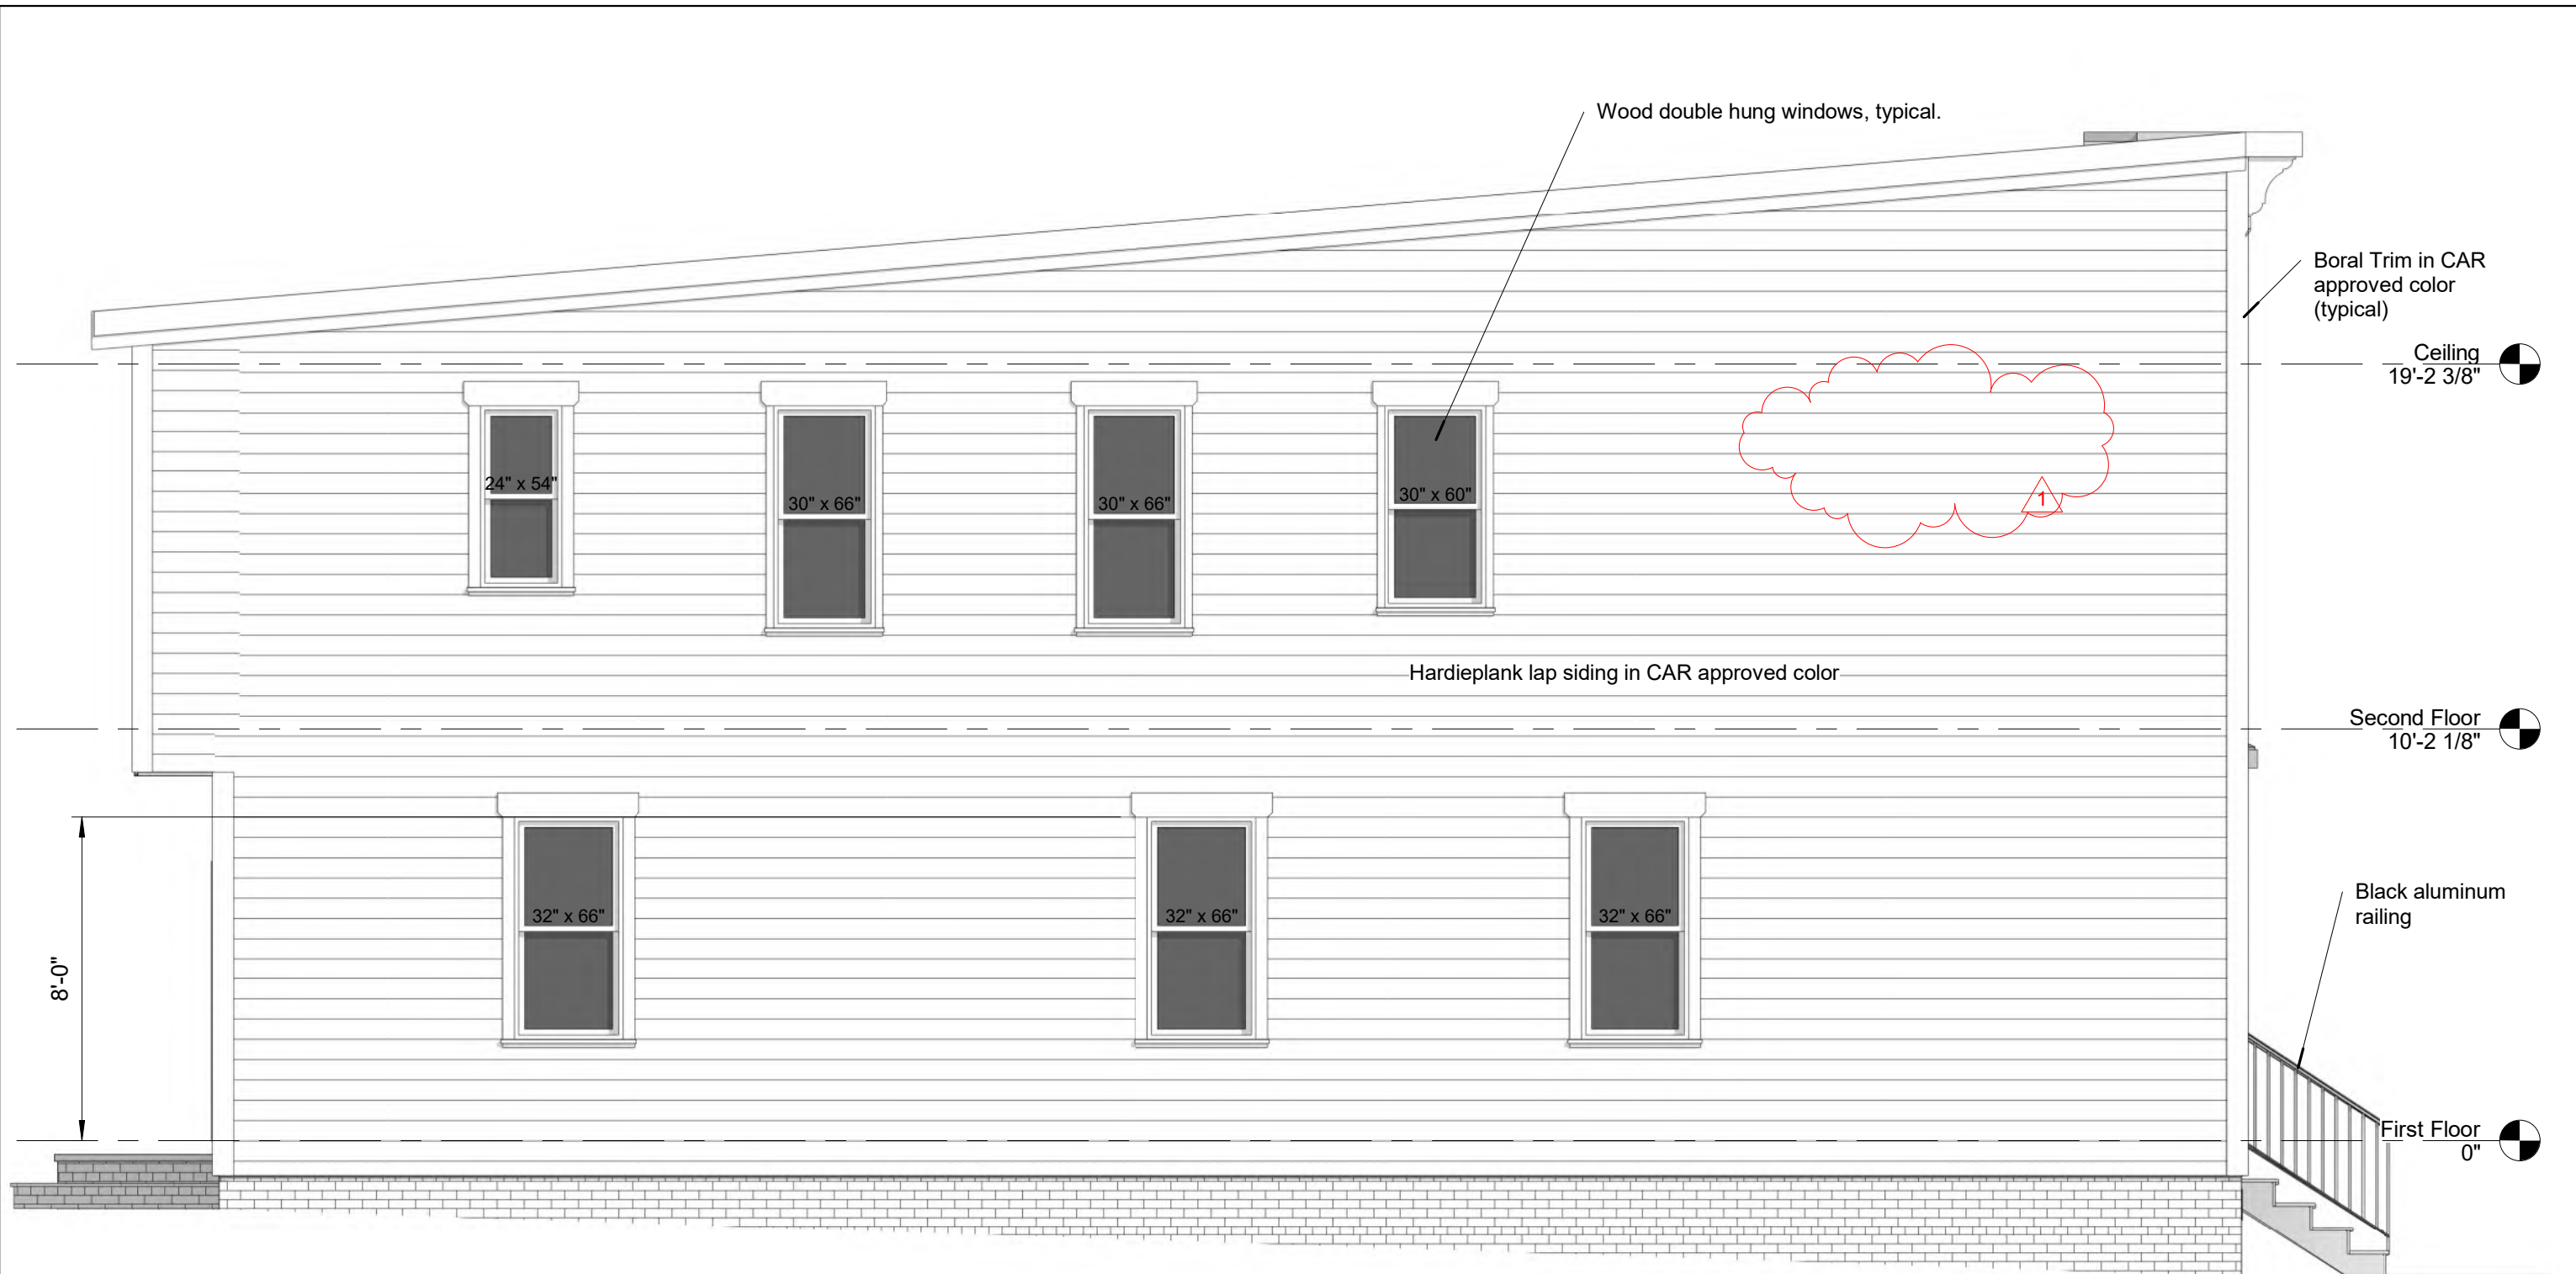 Wood double hung windows, typical.
Boral Trim in CAR
approved color
(typical)
Ceiling
19'-2 3/8"
24" x 54"
30" x 66"
30" x 66"
30" x 60"
1
Hardieplank lap siding in CAR approved color
Second Floor
10'-2 1/8"
32" x 66"
32" x 66"
32" x 66"
Black aluminum
railing
8'-0"
First Floor
0"